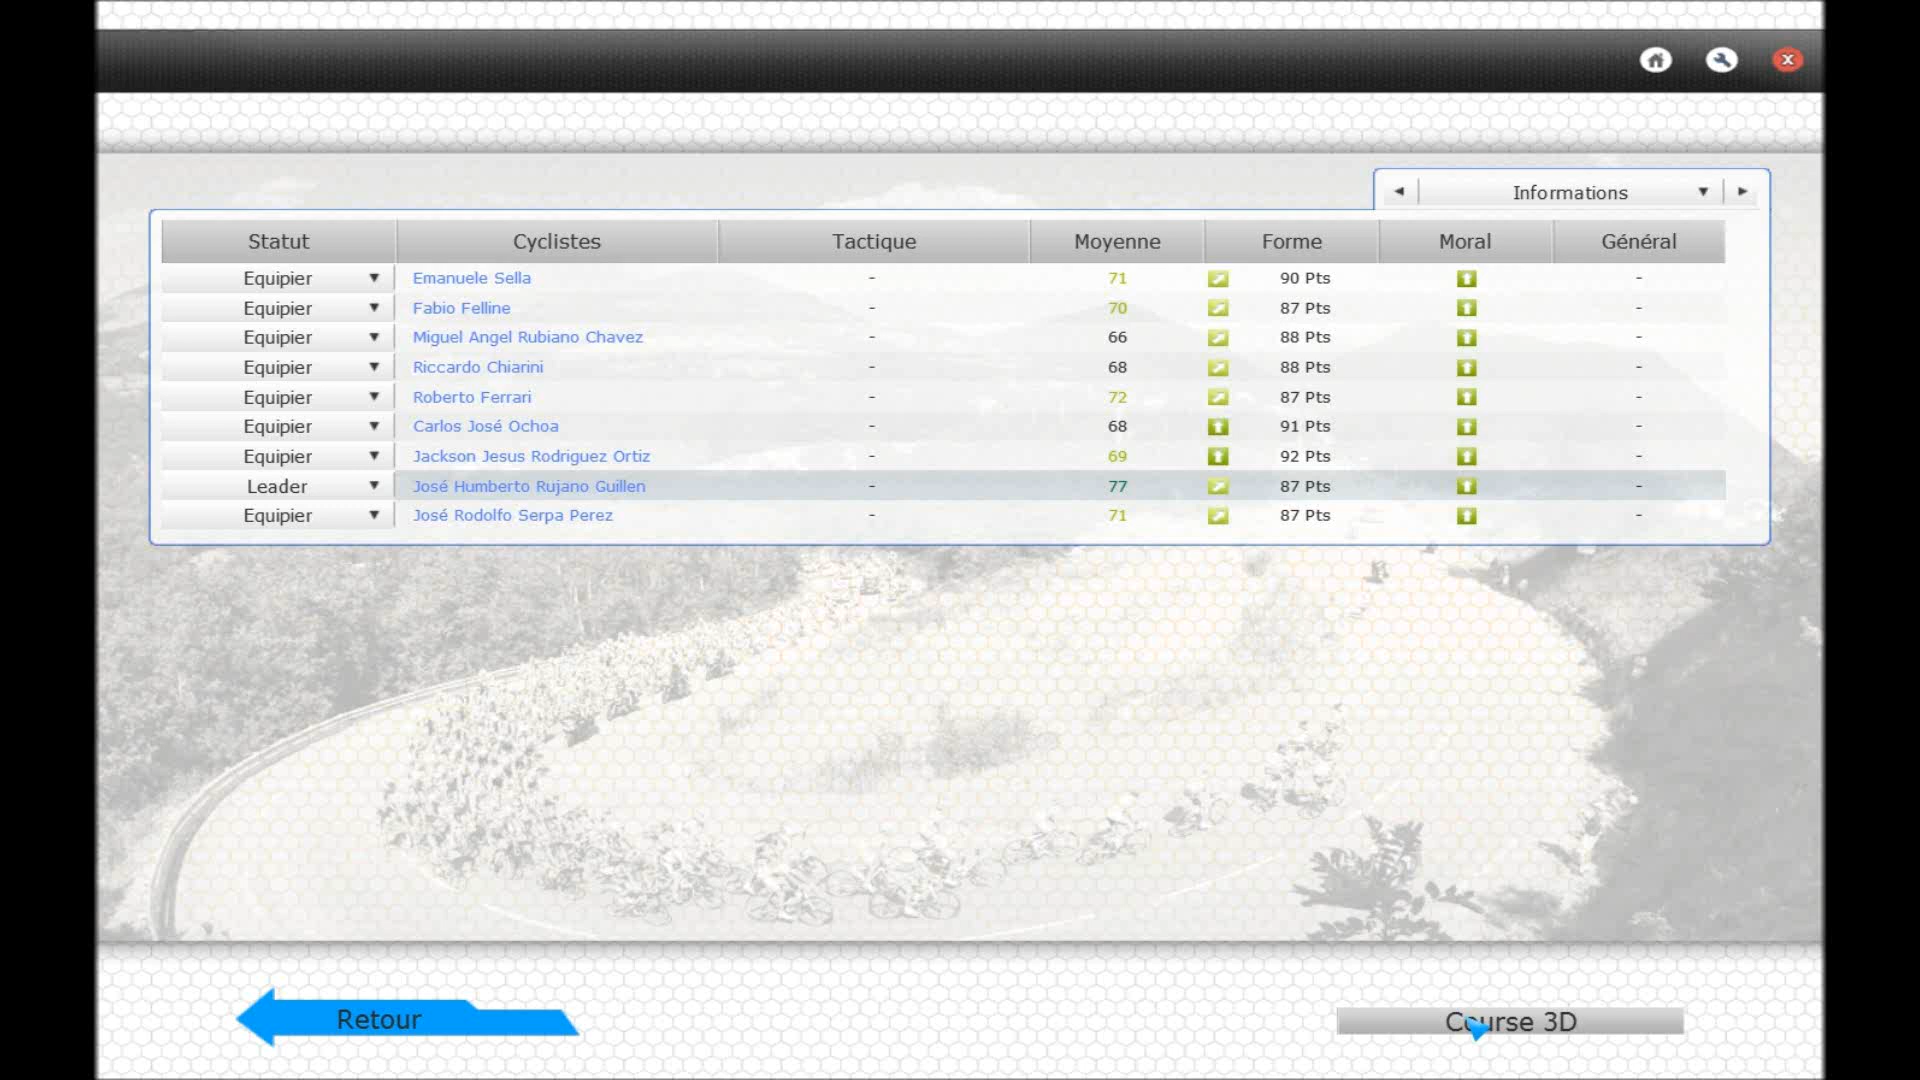 Informations
Statut Cyclistes Tactique Moyenne Forme Moral Général
Equipier Emanuele Sella - 71 90 Pts -
Equipier Fabio Felline - 70 87 Pts -
Equipier Miguel Angel Rubiano Chavez - 66 88 Pts -
Equipier Riccardo Chiarini - 68 88 Pts -
Equipier Roberto Ferrari - 72 87 Pts -
Equipier Carlos José Ochoa - 68 91 Pts -
Equipier Jackson Jesus Rodriguez Ortiz - 69 92 Pts -
Leader José Humberto Rujano Guillen - 77 87 Pts -
Equipier José Rodolfo Serpa Perez - 71 87 Pts -
Retour
Course 3D